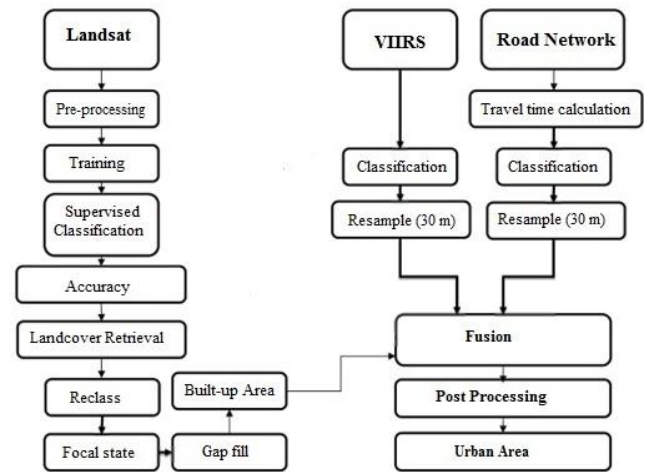 Landsat
VIIRS
Road Network
Pre-processing
Travel time calculation
Training
Classification
Classification
Supervised
Classification
Resample (30 m)
Resample (30 m)
Accuracy
Landcover Retrieval
Fusion
Reclass
Built-up Area
Post Processing
Focal state
Gap fill
Urban Area